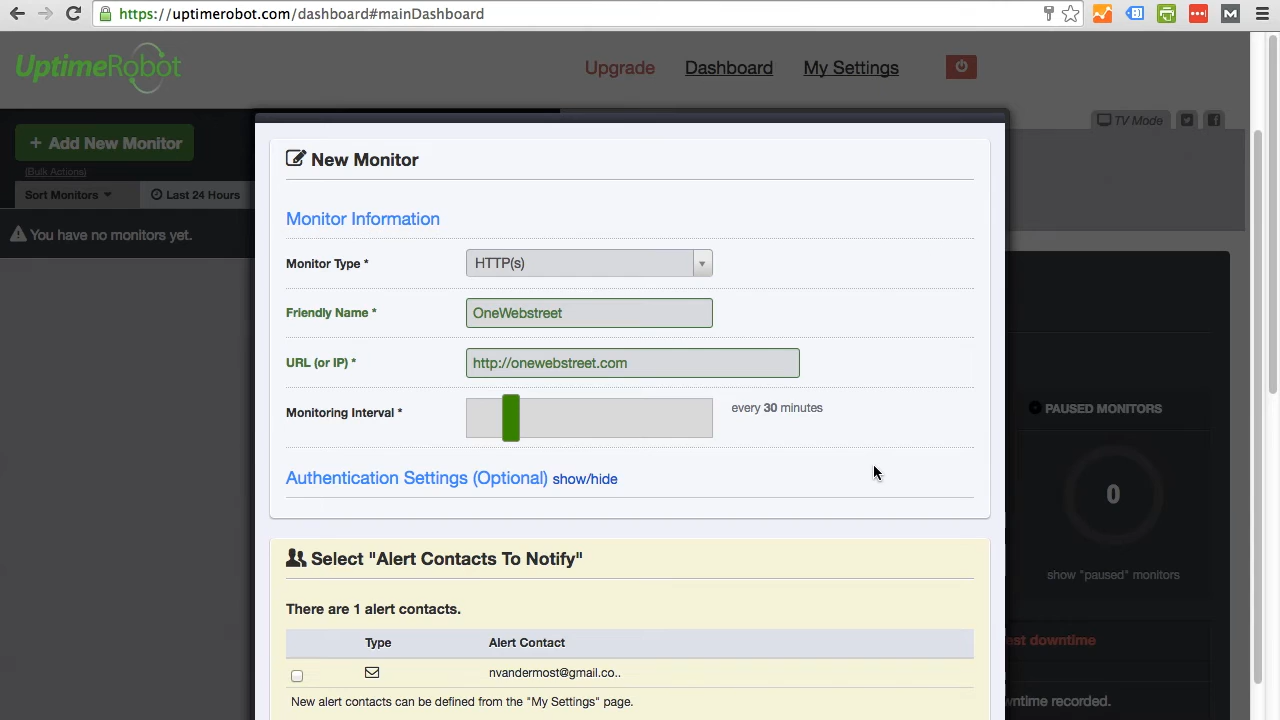 https://uptimerobot.com/dashboard#mainDashboard
UptimeRobot
Upgrade Dashboard My Settings
+ Add New Monitor
(Bulk Actions)
Sort Monitors Last 24 Hours
You have no monitors yet.
TV Mode
New Monitor
Monitor Information
Monitor Type * HTTP(s)
Friendly Name * OneWebstreet
URL (or IP) * http://onewebstreet.com
Monitoring Interval * every 30 minutes
Authentication Settings (Optional) show/hide
Select "Alert Contacts To Notify"
There are 1 alert contacts.
Type Alert Contact
nvandermost@gmail.co..
New alert contacts can be defined from the "My Settings" page.
PAUSED MONITORS
0
show "paused" monitors
est downtime
wntime recorded.